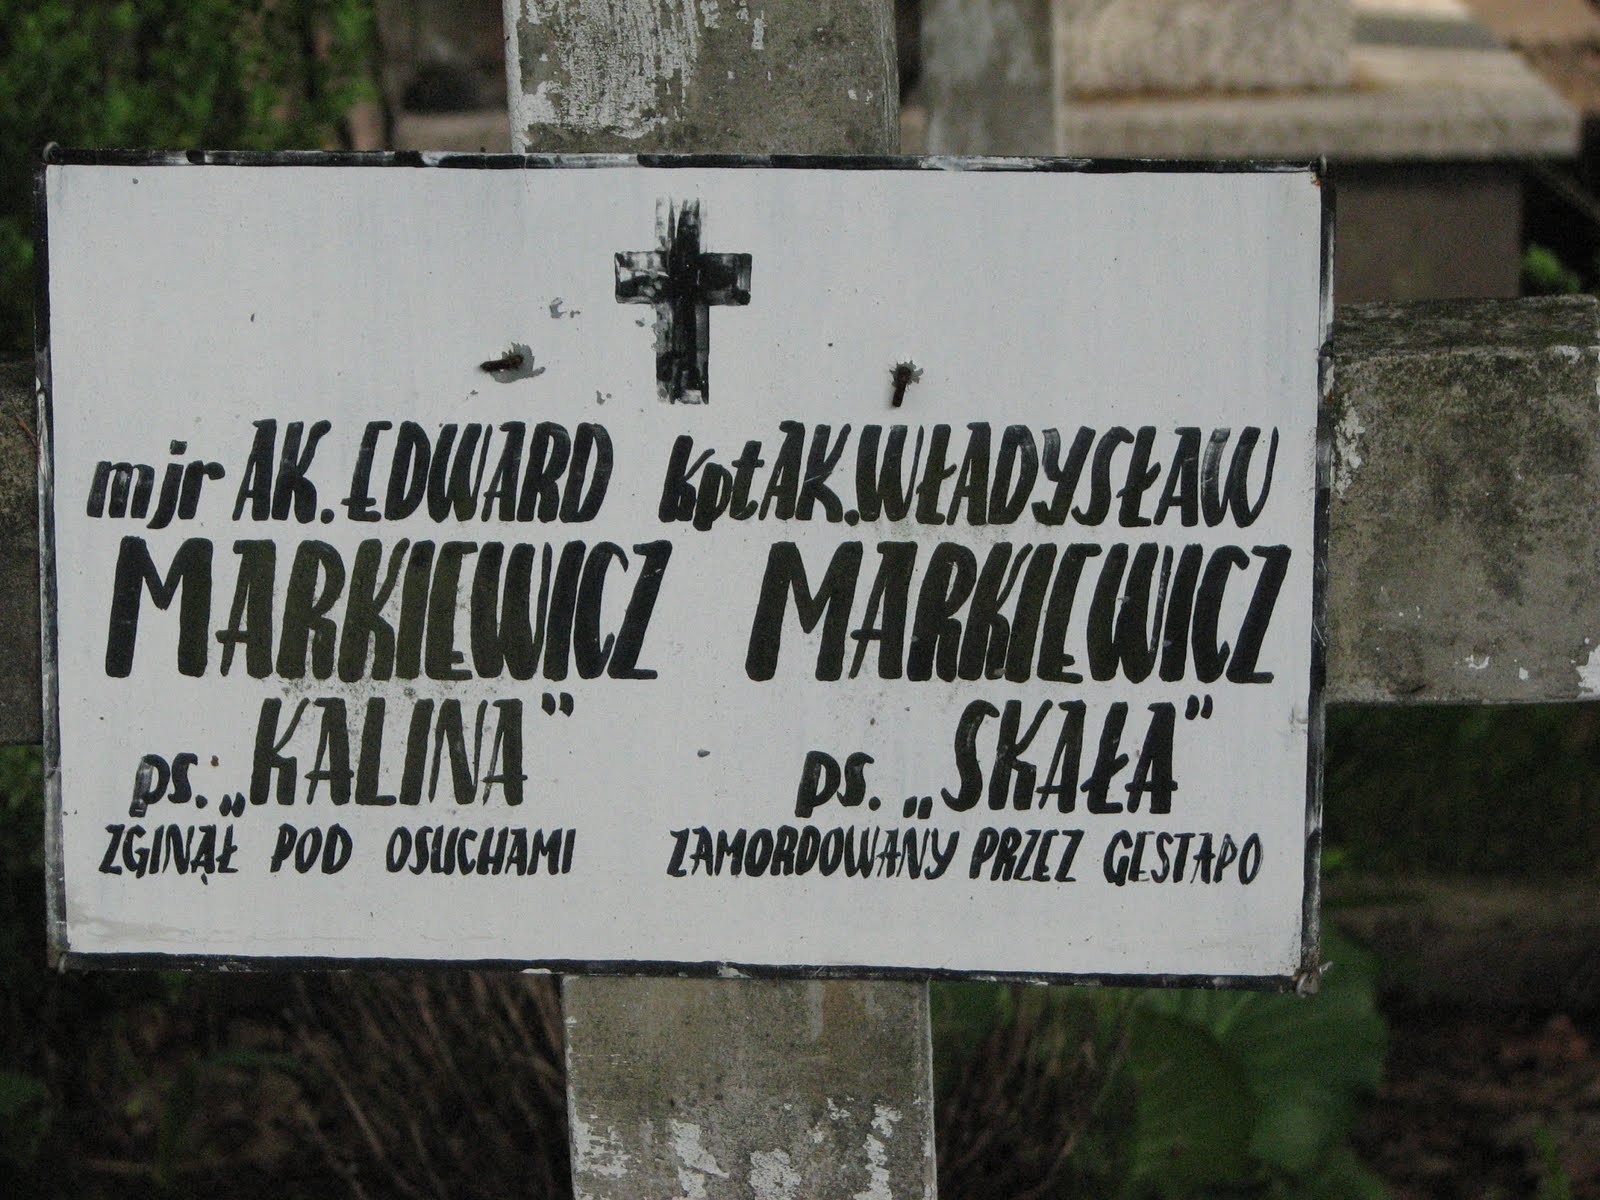 mjr AK. EDWARD
MARKIEWICZ
ps. „KALINA”
ZGINĄŁ POD OSUCHAMI
kpt AK. WŁADYSŁAW
MARKIEWICZ
ps. „SKAŁA”
ZAMORDOWANY PRZEZ GESTAPO